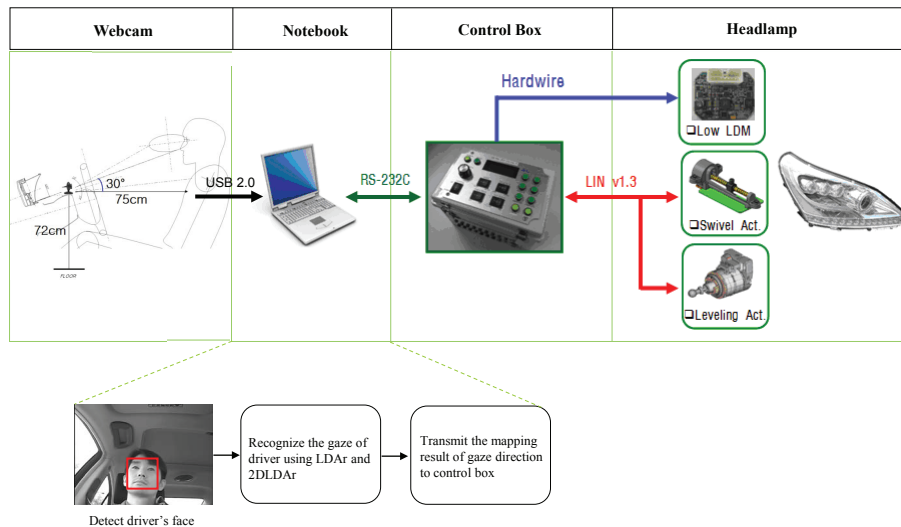 Webcam
Notebook
Control Box
Headlamp
Hardwire
❑Low LDM
30°
75cm
USB 2.0
RS-232C
LIN v1.3
❑Swivel Act.
72cm
FLOOR
❑Leveling Act.
Recognize the gaze of
driver using LDAr and
2DLDAr
Transmit the mapping
result of gaze direction
to control box
Detect driver's face